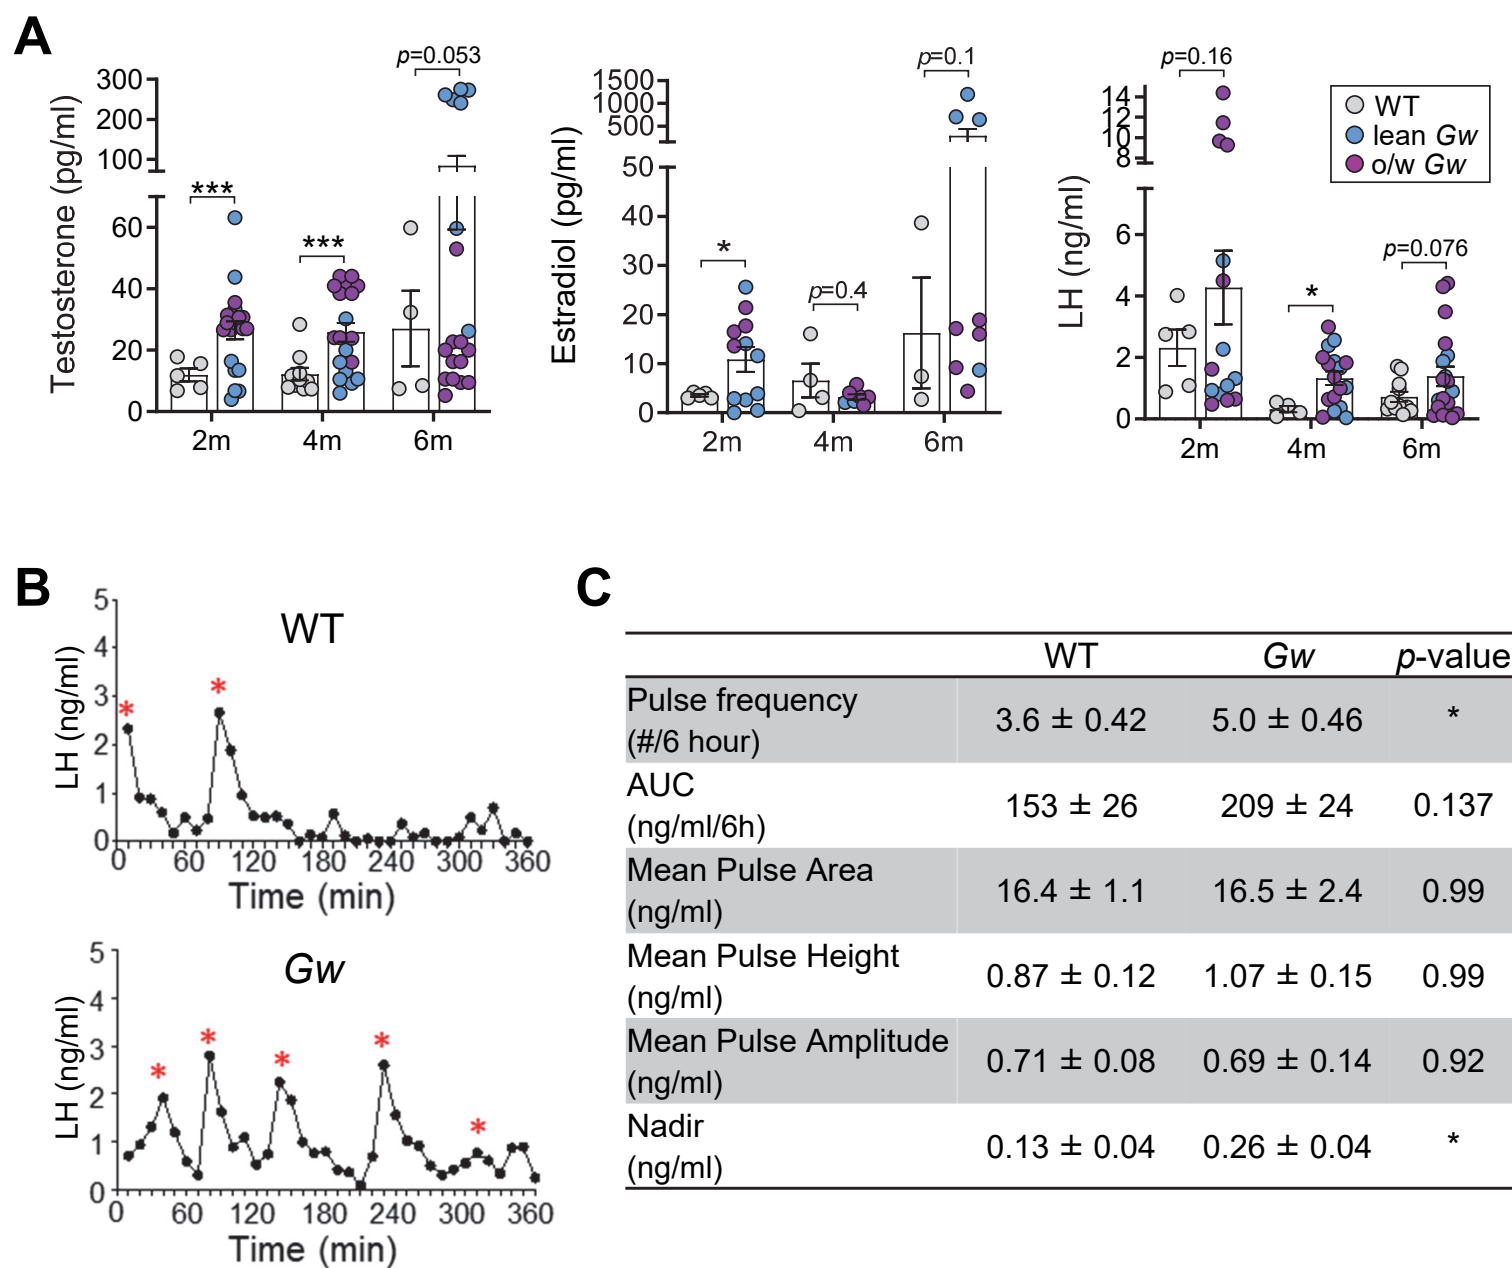 A
Testosterone (pg/ml)
300
200
100
60
40
20
0
***
***
p=0.053
2m
4m
6m
Estradiol (pg/ml)
1500
1000
500
50
40
30
20
10
0
*
p=0.4
p=0.1
2m
4m
6m
LH (ng/ml)
14
12
10
8
6
4
2
0
p=0.16
*
p=0.076
2m
4m
6m
WT
lean Gw
o/w Gw
B
WT
LH (ng/ml)
5
4
3
2
1
0
* *
0 60 120 180 240 300 360
Time (min)
Gw
LH (ng/ml)
5
4
3
2
1
0
* * * * *
0 60 120 180 240 300 360
Time (min)
C
WT Gw p-value
Pulse frequency
(#/6 hour) 3.6 ± 0.42 5.0 ± 0.46 *
AUC
(ng/ml/6h) 153 ± 26 209 ± 24 0.137
Mean Pulse Area
(ng/ml) 16.4 ± 1.1 16.5 ± 2.4 0.99
Mean Pulse Height
(ng/ml) 0.87 ± 0.12 1.07 ± 0.15 0.99
Mean Pulse Amplitude
(ng/ml) 0.71 ± 0.08 0.69 ± 0.14 0.92
Nadir
(ng/ml) 0.13 ± 0.04 0.26 ± 0.04 *